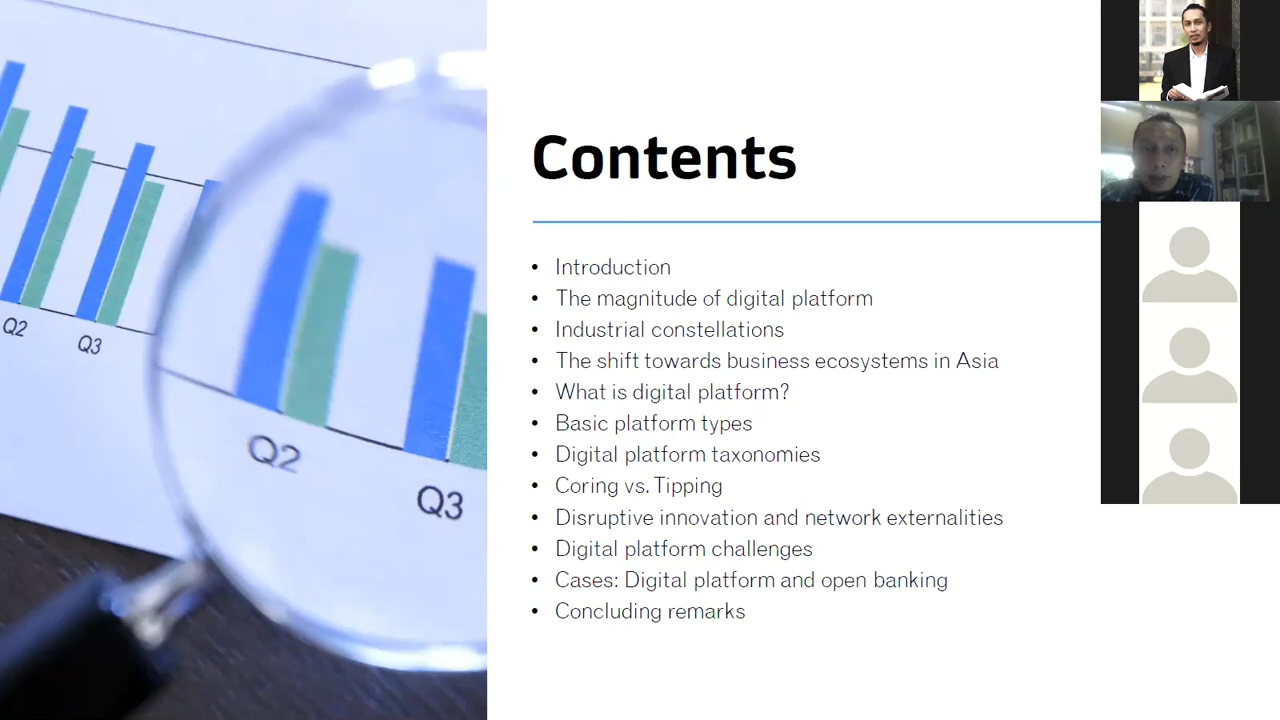 Q2
Q3
Q2
Q3
Contents
• Introduction
• The magnitude of digital platform
• Industrial constellations
• The shift towards business ecosystems in Asia
• What is digital platform?
• Basic platform types
• Digital platform taxonomies
• Coring vs. Tipping
• Disruptive innovation and network externalities
• Digital platform challenges
• Cases: Digital platform and open banking
• Concluding remarks